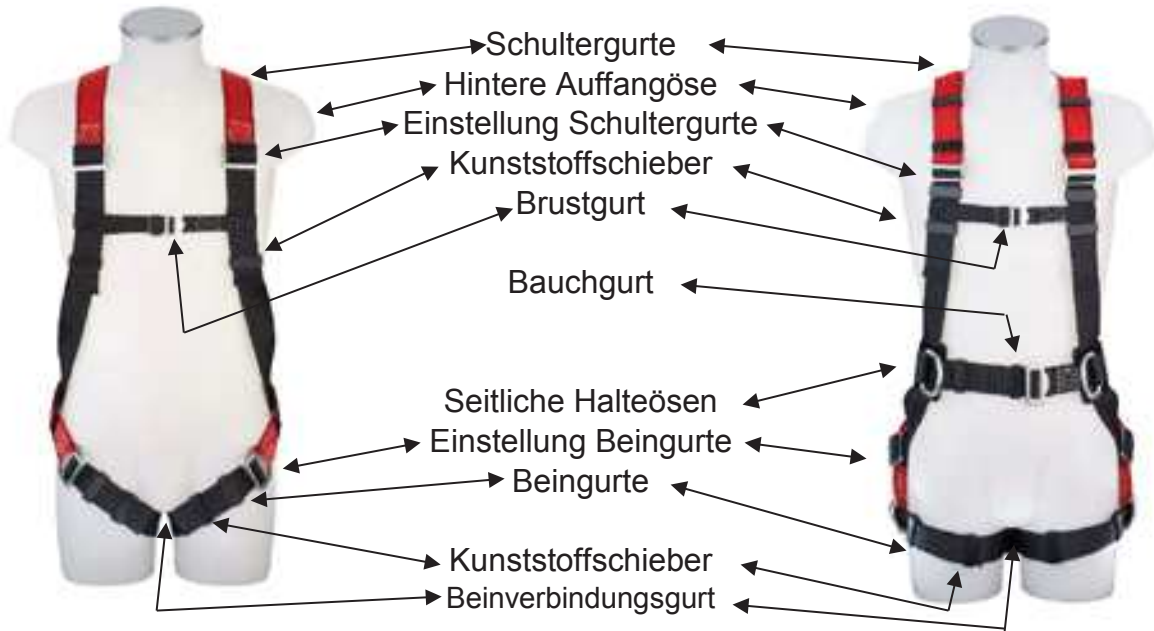 Schultergurte
Hintere Auffangöse
Einstellung Schultergurte
Kunststoffschieber
Brustgurt
Bauchgurt
Seitliche Halteösen
Einstellung Beingurte
Beingurte
Kunststoffschieber
Beinverbindungsgurt